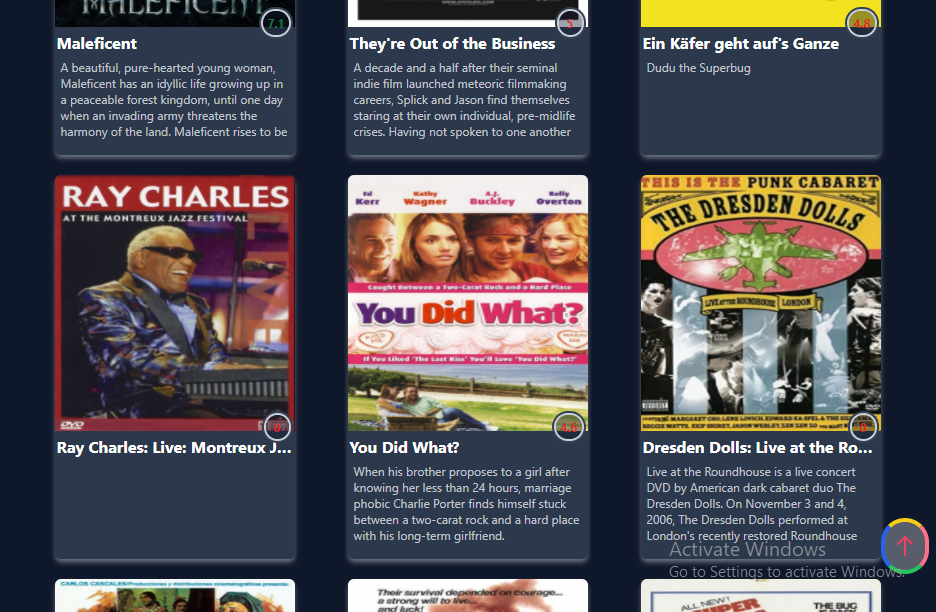 MALEFICENT
7.1
5
4.8
Maleficent
They're Out of the Business
Ein Käfer geht auf's Ganze
A beautiful, pure-hearted young woman,
Maleficent has an idyllic life growing up in
a peaceable forest kingdom, until one day
when an invading army threatens the
harmony of the land. Maleficent rises to be
A decade and a half after their seminal
indie film launched meteoric filmmaking
careers, Splick and Jason find themselves
staring at their own individual, pre-midlife
crises. Having not spoken to one another
Dudu the Superbug
RAY CHARLES
AT THE MONTREUX JAZZ FESTIVAL
DVD
0
Ed Kathy A.J. Kelly
Kerr Wagner Buckley Overton
Caught Between a Two-Carat Rock and a Hard Place
You Did What?
If You Liked 'The Last Kiss' You'll Love 'You Did What?'
4.6
THIS IS THE PUNK CABARET
THE DRESDEN DOLLS
LIVE AT THE ROUNDHOUSE LONDON
0
Ray Charles: Live: Montreux J...
You Did What?
Dresden Dolls: Live at the Ro...
When his brother proposes to a girl after
knowing her less than 24 hours, marriage
phobic Charlie Porter finds himself stuck
between a two-carat rock and a hard place
with his long-term girlfriend.
Live at the Roundhouse is a live concert
DVD by American dark cabaret duo The
Dresden Dolls. On November 3 and 4,
2006, The Dresden Dolls performed at
London's recently restored Roundhouse
Activate Windows
Go to Settings to activate Windows.
CARLOS CASCALES/Producciones y distribuciones cinematográficas presenta:
Their survival depended on courage...
a strong will to live...
and luck!
ALL NEW!
SUPER
THE BUG